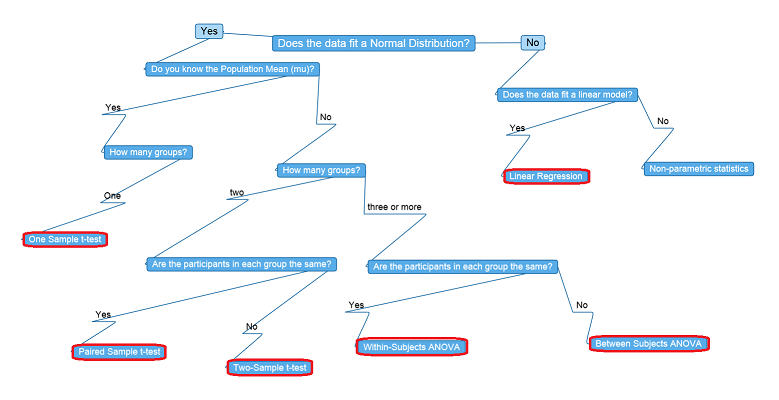 Yes
Does the data fit a Normal Distribution?
No
Do you know the Population Mean (mu)?
Does the data fit a linear model?
Yes
No
Yes
No
How many groups?
How many groups?
Linear Regression
Non-parametric statistics
One
two
three or more
One Sample t-test
Are the participants in each group the same?
Are the participants in each group the same?
Yes
No
Yes
No
Paired Sample t-test
Two-Sample t-test
Within-Subjects ANOVA
Between Subjects ANOVA